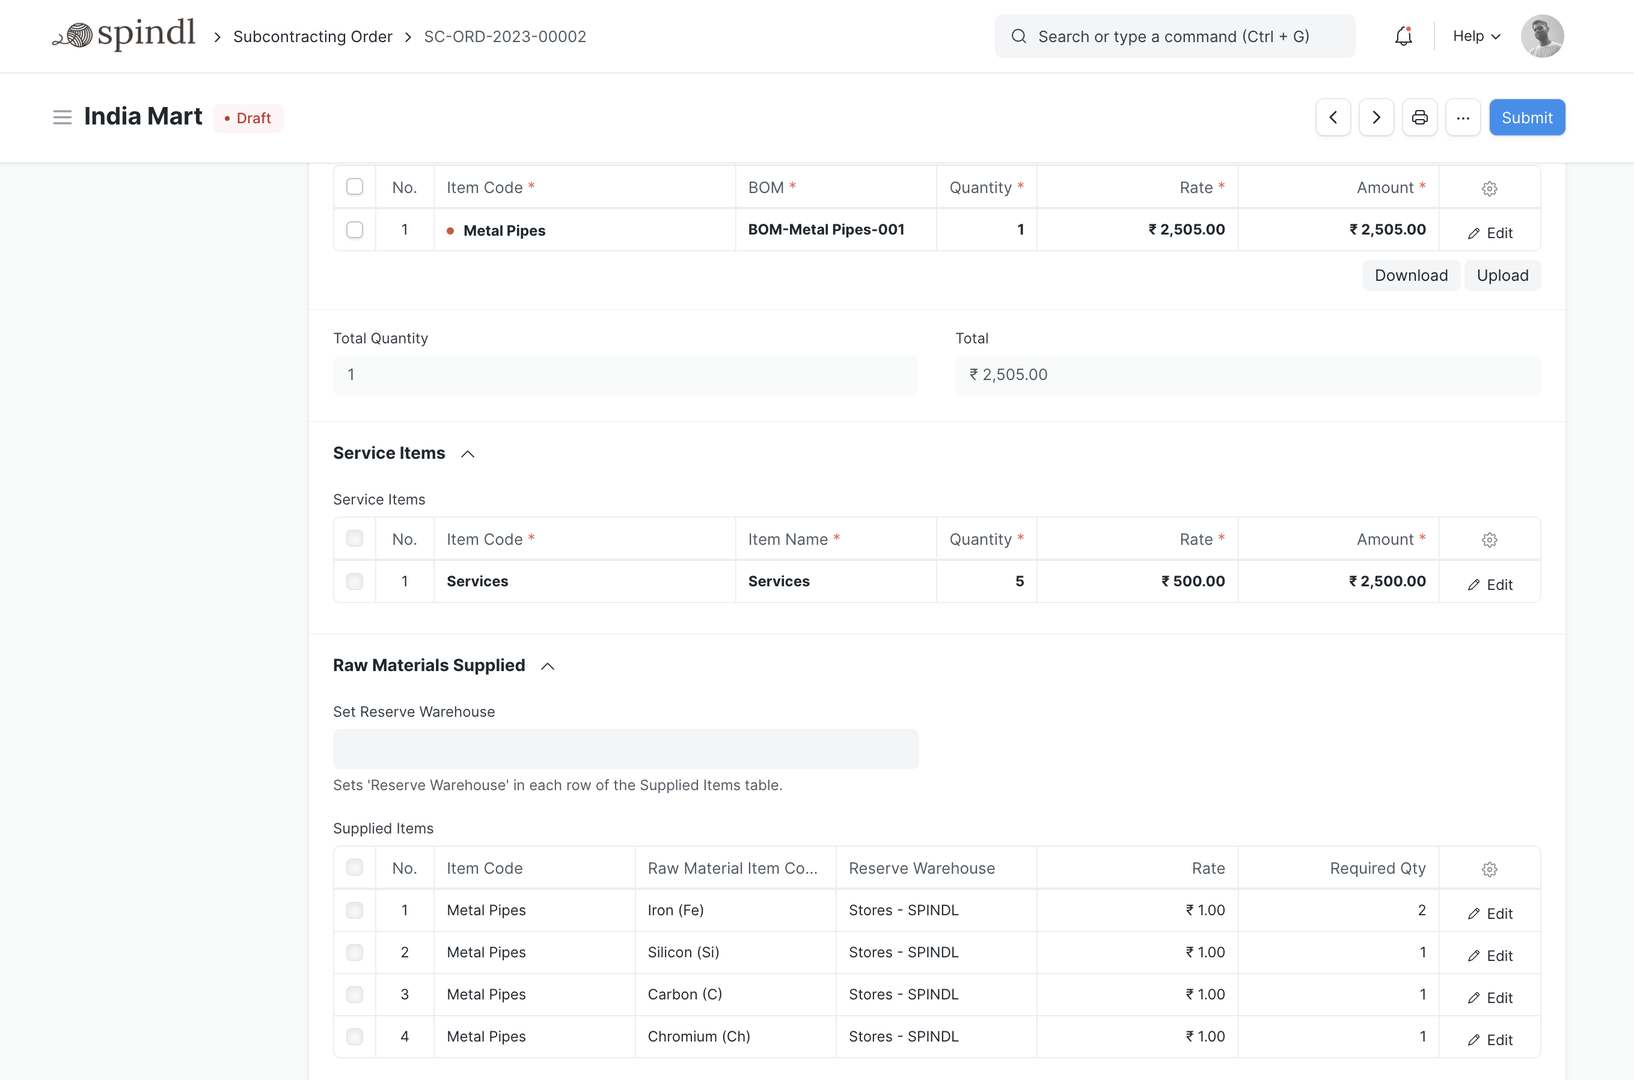 spindl > Subcontracting Order > SC-ORD-2023-00002 Search or type a command (Ctrl + G) Help
India Mart • Draft ... Submit
No. Item Code * BOM * Quantity * Rate * Amount *
1 Metal Pipes BOM-Metal Pipes-001 1 ₹ 2,505.00 ₹ 2,505.00 Edit
Download Upload
Total Quantity Total
1 ₹ 2,505.00
Service Items
Service Items
No. Item Code * Item Name * Quantity * Rate * Amount *
1 Services Services 5 ₹ 500.00 ₹ 2,500.00 Edit
Raw Materials Supplied
Set Reserve Warehouse
Sets 'Reserve Warehouse' in each row of the Supplied Items table.
Supplied Items
No. Item Code Raw Material Item Co... Reserve Warehouse Rate Required Qty
1 Metal Pipes Iron (Fe) Stores - SPINDL ₹ 1.00 2 Edit
2 Metal Pipes Silicon (Si) Stores - SPINDL ₹ 1.00 1 Edit
3 Metal Pipes Carbon (C) Stores - SPINDL ₹ 1.00 1 Edit
4 Metal Pipes Chromium (Ch) Stores - SPINDL ₹ 1.00 1 Edit